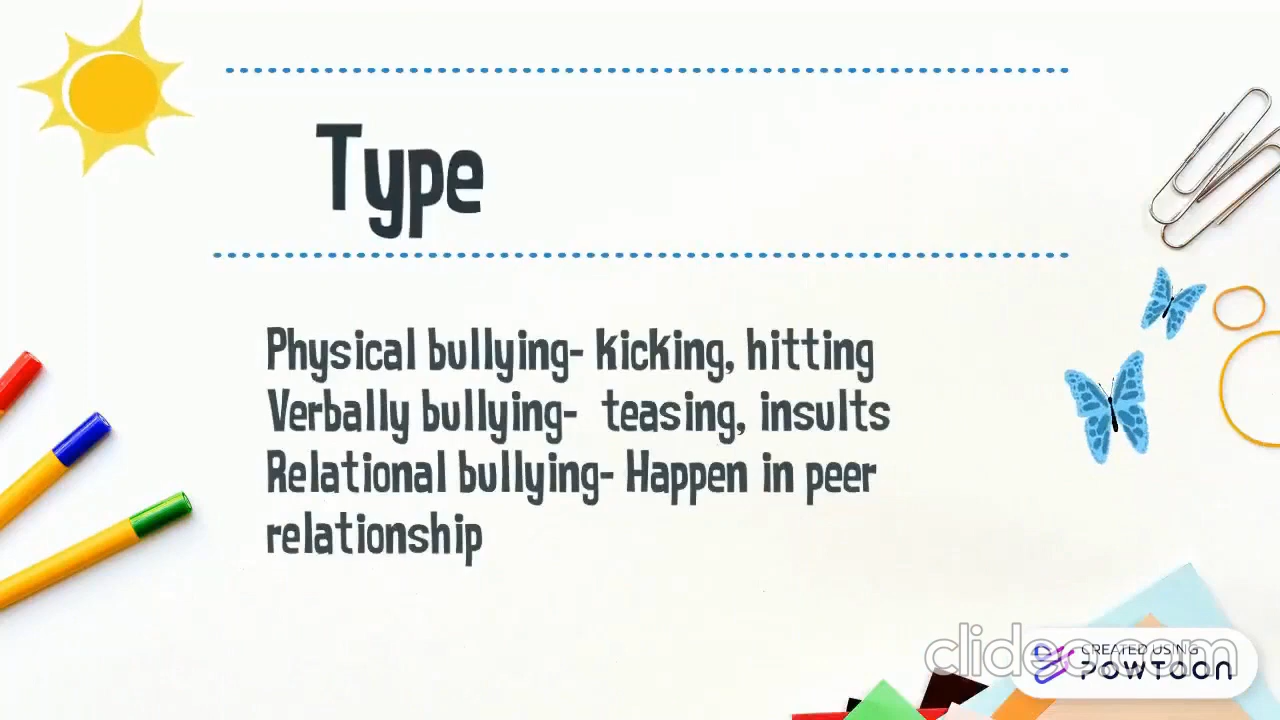 Type
Physical bullying- kicking, hitting
Verbally bullying- teasing, insults
Relational bullying- Happen in peer
relationship
clideo.com
CREATED USING
POWTOON